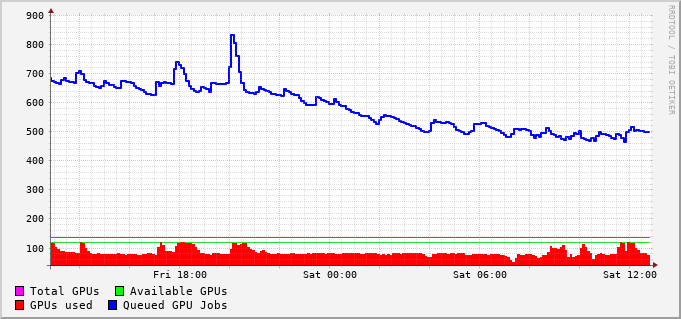 900
800
700
600
500
400
300
200
100
Fri 18:00 Sat 00:00 Sat 06:00 Sat 12:00
Total GPUs Available GPUs
GPUs used Queued GPU Jobs
RRDTOOL / TOBI OETIKER